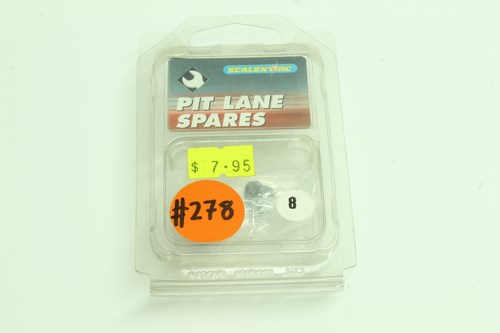 SCALEXTRIC
PIT LANE
SPARES
$ 7.95
#278
8